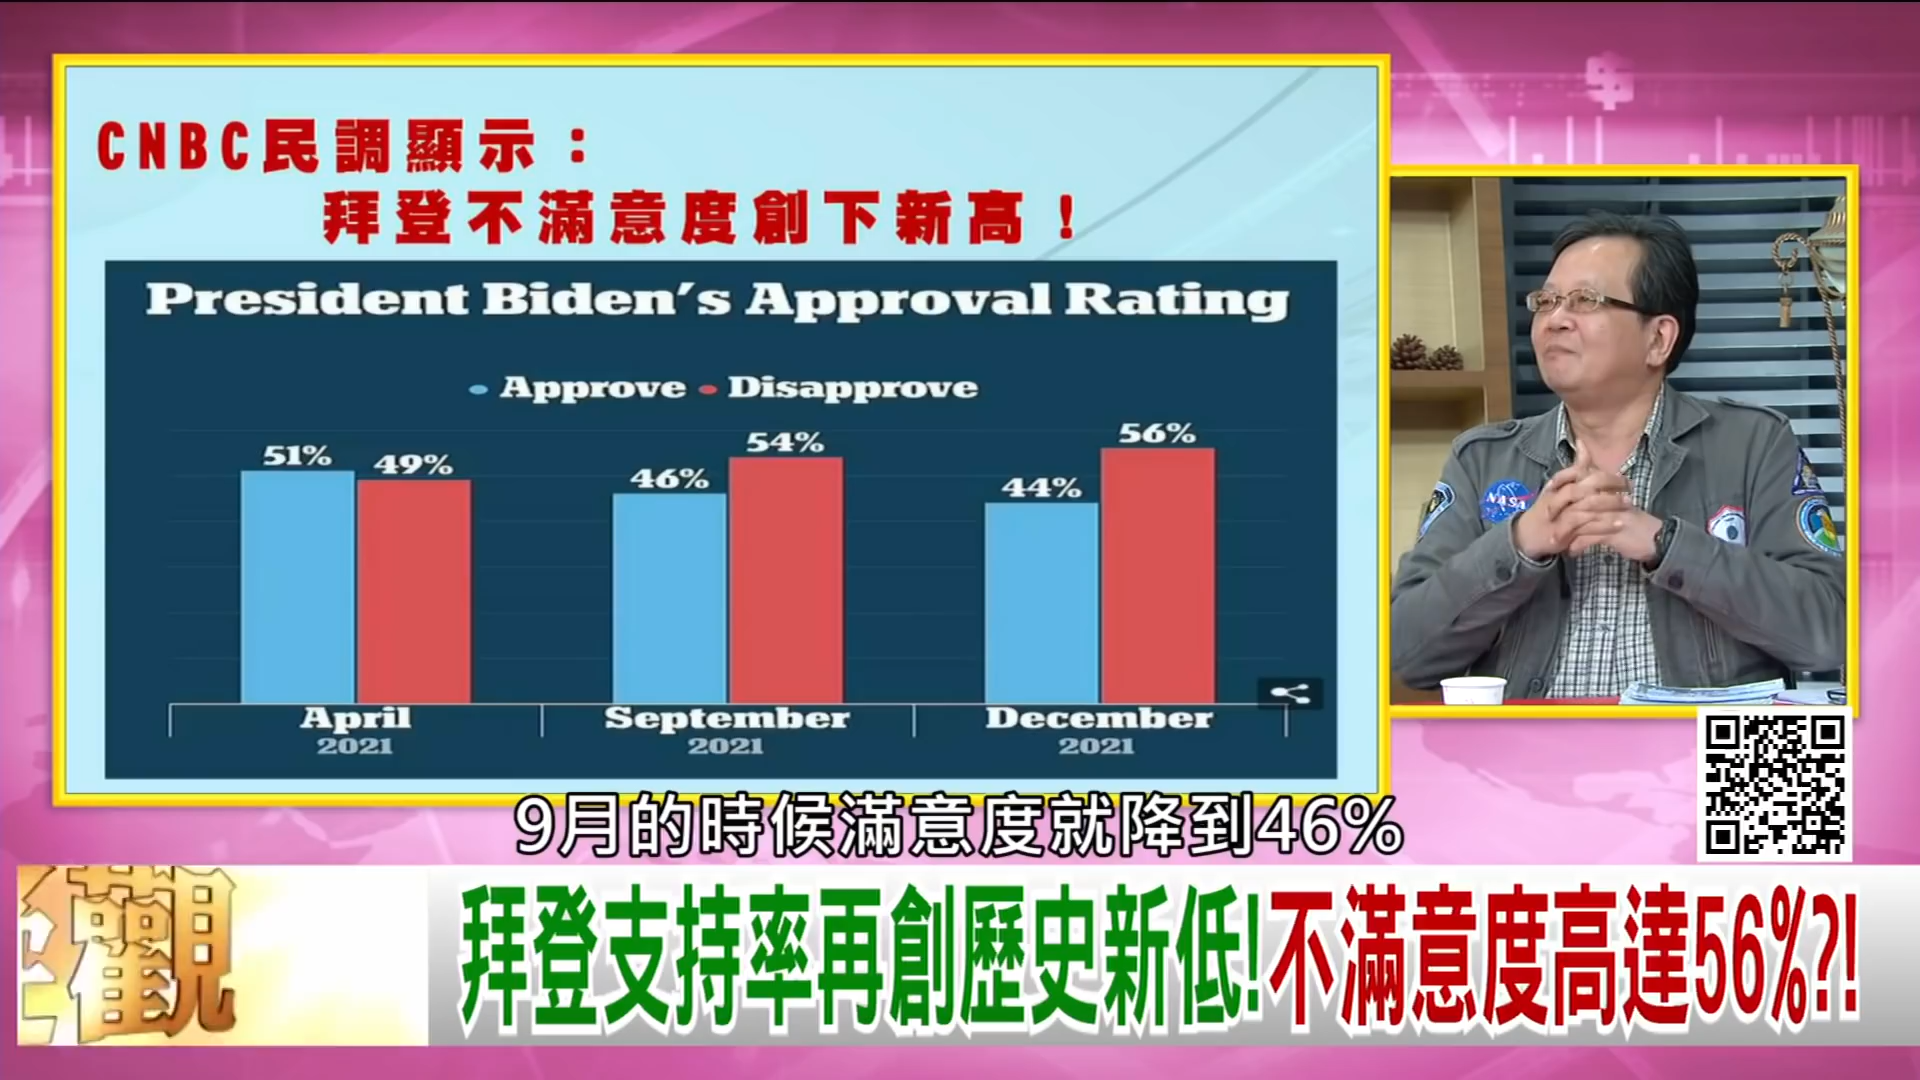 CNBC民調顯示：
拜登不滿意度創下新高！
President Biden's Approval Rating
Approve Disapprove
51% 49% 46% 54% 44% 56%
April September December
2021 2021 2021
NASA
9月的時候滿意度就降到46%
觀
拜登支持率再創歷史新低!不滿意度高達56%?!